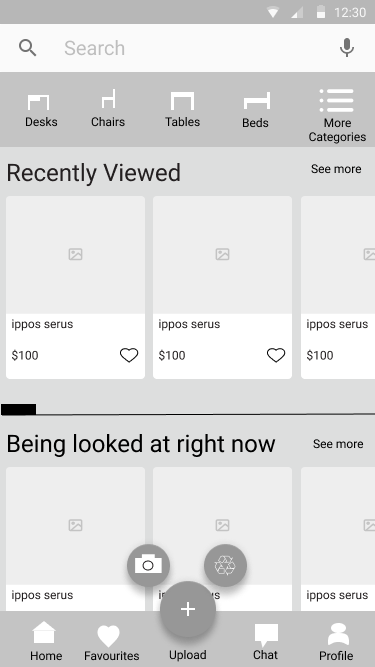 12:30
Search
Desks
Chairs
Tables
Beds
More
Categories
Recently Viewed
See more
ippos serus
ippos serus
ippos serus
$100
$100
$100
Being looked at right now
See more
ippos serus
ippos serus
Home
Favourites
Upload
Chat
Profile